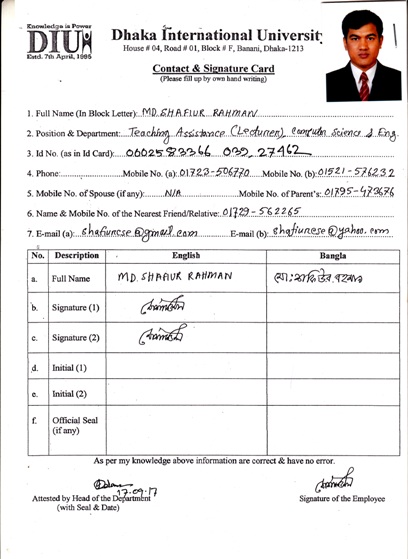 Knowledge is Power
DIU
Estd. 7th April, 1995
Dhaka International University
House # 04, Road # 01, Block # F, Banani, Dhaka-1213
Contact & Signature Card
(Please fill up by own hand writing)
1. Full Name (In Block Letter): MD. SHAFIUR RAHMAN
2. Position & Department: Teaching Assistance (Lecturer), Computer Science & Eng.
3. Id No. (as in Id Card):
4. Phone: Mobile No. (a): 01723-506770 Mobile No. (b): 01521-576232
5. Mobile No. of Spouse (if any): N/A Mobile No. of Parent's: 01795-473676
6. Name & Mobile No. of the Nearest Friend/Relative: 01729-562265
7. E-mail (a): shafiurcse@gmail.com E-mail (b): shafiurcse@yahoo.com
No. Description English Bangla
a. Full Name MD. SHAFIUR RAHMAN মো: শফিউর রহমান
b. Signature (1)
c. Signature (2)
d. Initial (1)
e. Initial (2)
f. Official Seal
(if any)
As per my knowledge above information are correct & have no error.
17-09-17
Attested by Head of the Department Signature of the Employee
(with Seal & Date)